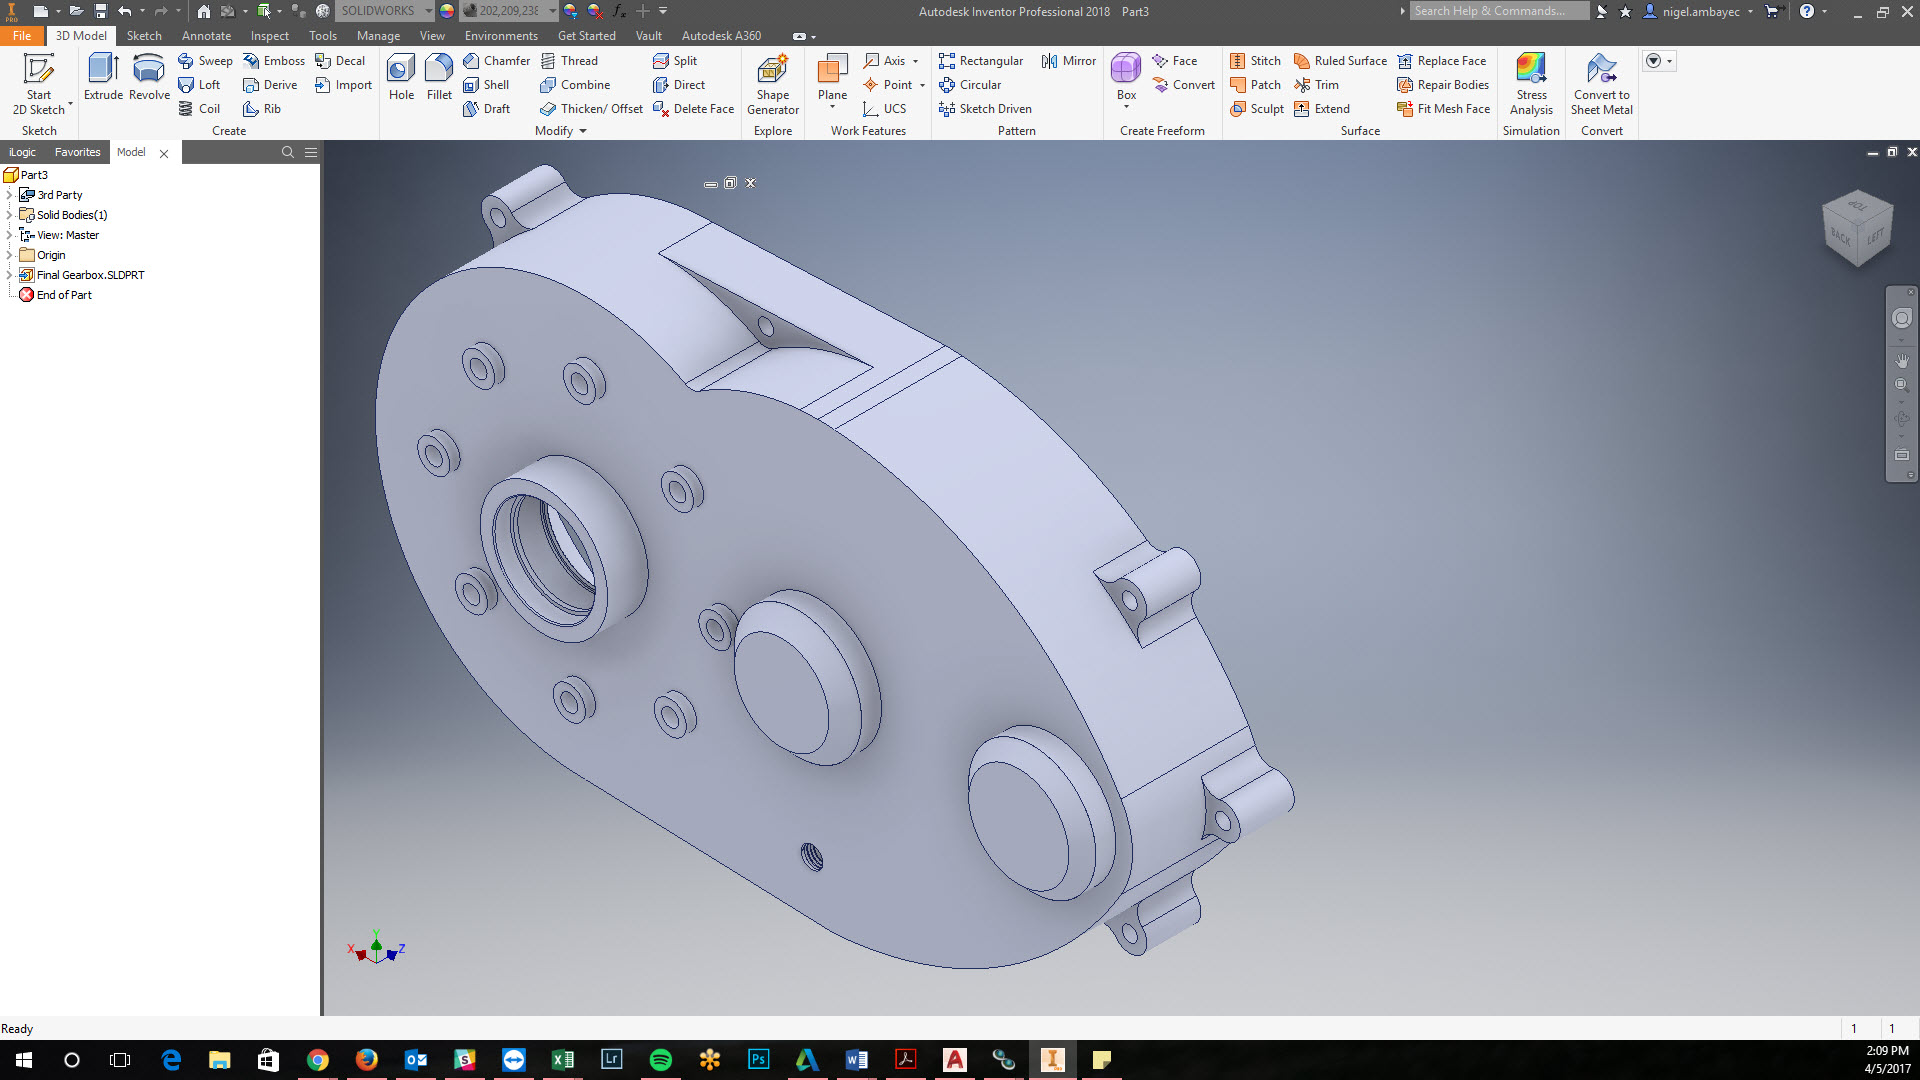 PRO SOLIDWORKS 202,209,238 Autodesk Inventor Professional 2018 Part3 Search Help & Commands... nigel.ambayec
File 3D Model Sketch Annotate Inspect Tools Manage View Environments Get Started Vault Autodesk A360
Start 2D Sketch
Extrude Revolve
Sweep Emboss Decal
Loft Derive Import
Coil Rib
Hole Fillet
Chamfer Thread Split
Shell Combine Direct
Draft Thicken/ Offset Delete Face
Shape Generator
Plane
Axis
Point
UCS
Rectangular Mirror
Circular
Sketch Driven
Box
Face
Convert
Stitch Ruled Surface Replace Face
Patch Trim Repair Bodies
Sculpt Extend Fit Mesh Face
Stress Analysis
Convert to Sheet Metal
Sketch Create Modify Explore Work Features Pattern Create Freeform Surface Simulation Convert
iLogic Favorites Model
Part3
3rd Party
Solid Bodies(1)
View: Master
Origin
Final Gearbox.SLDPRT
End of Part
TOP
BACK LEFT
X Y Z
Ready 1 1
Lr Ps
2:09 PM
4/5/2017